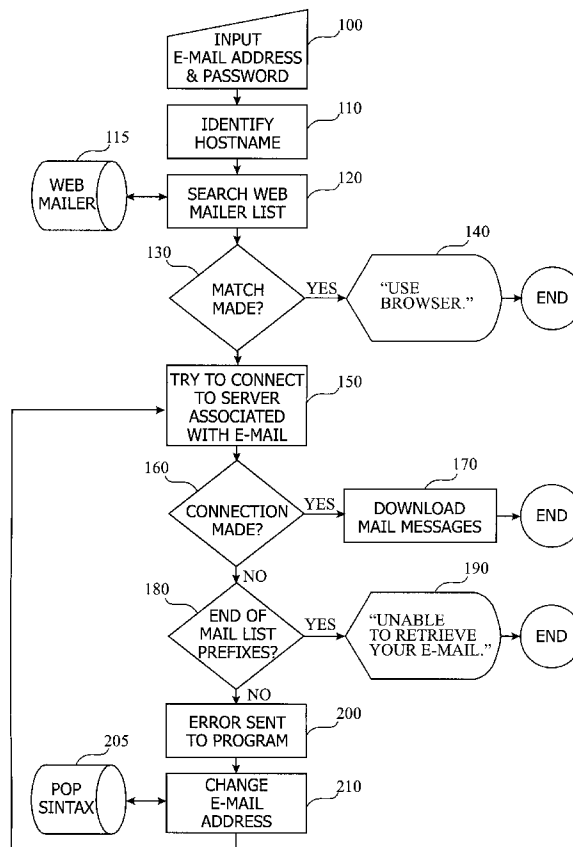 100
INPUT
E-MAIL ADDRESS
& PASSWORD
110
IDENTIFY
HOSTNAME
115
WEB
MAILER
120
SEARCH WEB
MAILER LIST
130
MATCH
MADE?
YES
140
“USE
BROWSER.”
END
150
TRY TO CONNECT
TO SERVER
ASSOCIATED
WITH E-MAIL
160
CONNECTION
MADE?
YES
170
DOWNLOAD
MAIL MESSAGES
END
NO
180
END OF
MAIL LIST
PREFIXES?
YES
190
“UNABLE
TO RETRIEVE
YOUR E-MAIL.”
END
NO
200
ERROR SENT
TO PROGRAM
205
POP
SINTAX
210
CHANGE
E-MAIL
ADDRESS